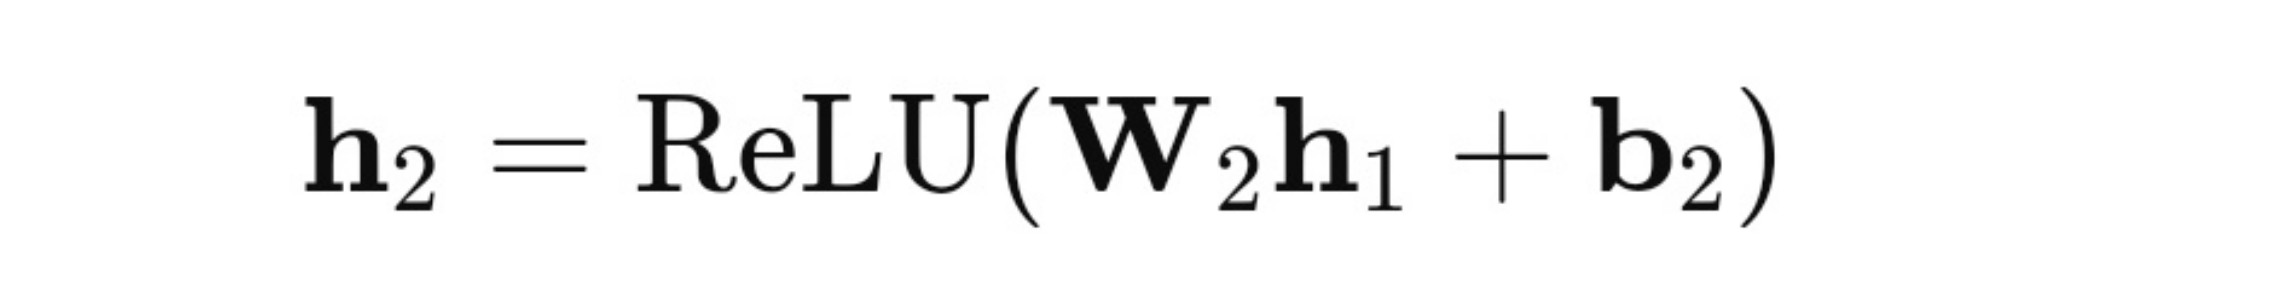 h₂ = ReLU(W₂h₁ + b₂)